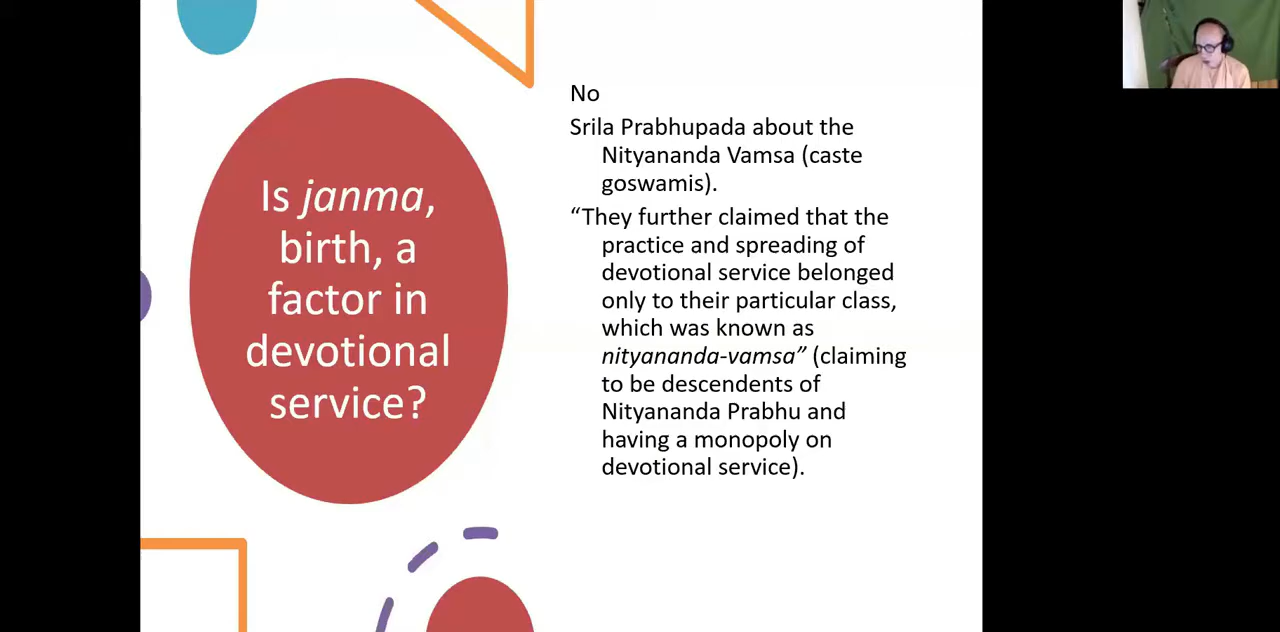 Is janma,
birth, a
factor in
devotional
service?
No
Srila Prabhupada about the
Nityananda Vamsa (caste
goswamis).
“They further claimed that the
practice and spreading of
devotional service belonged
only to their particular class,
which was known as
nityananda-vamsa” (claiming
to be descendents of
Nityananda Prabhu and
having a monopoly on
devotional service).